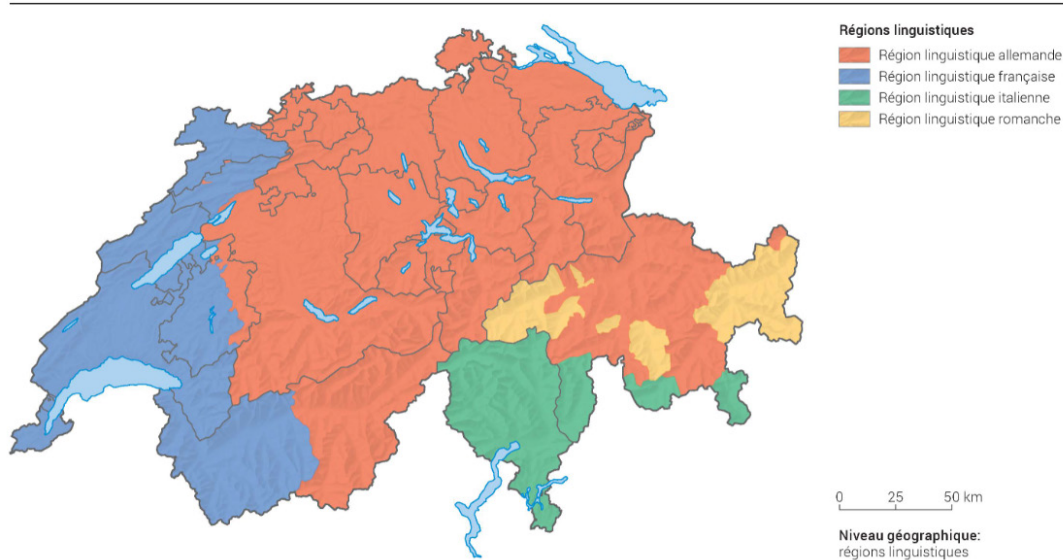 Régions linguistiques
Région linguistique allemande
Région linguistique française
Région linguistique italienne
Région linguistique romanche
0 25 50 km
Niveau géographique:
régions linguistiques